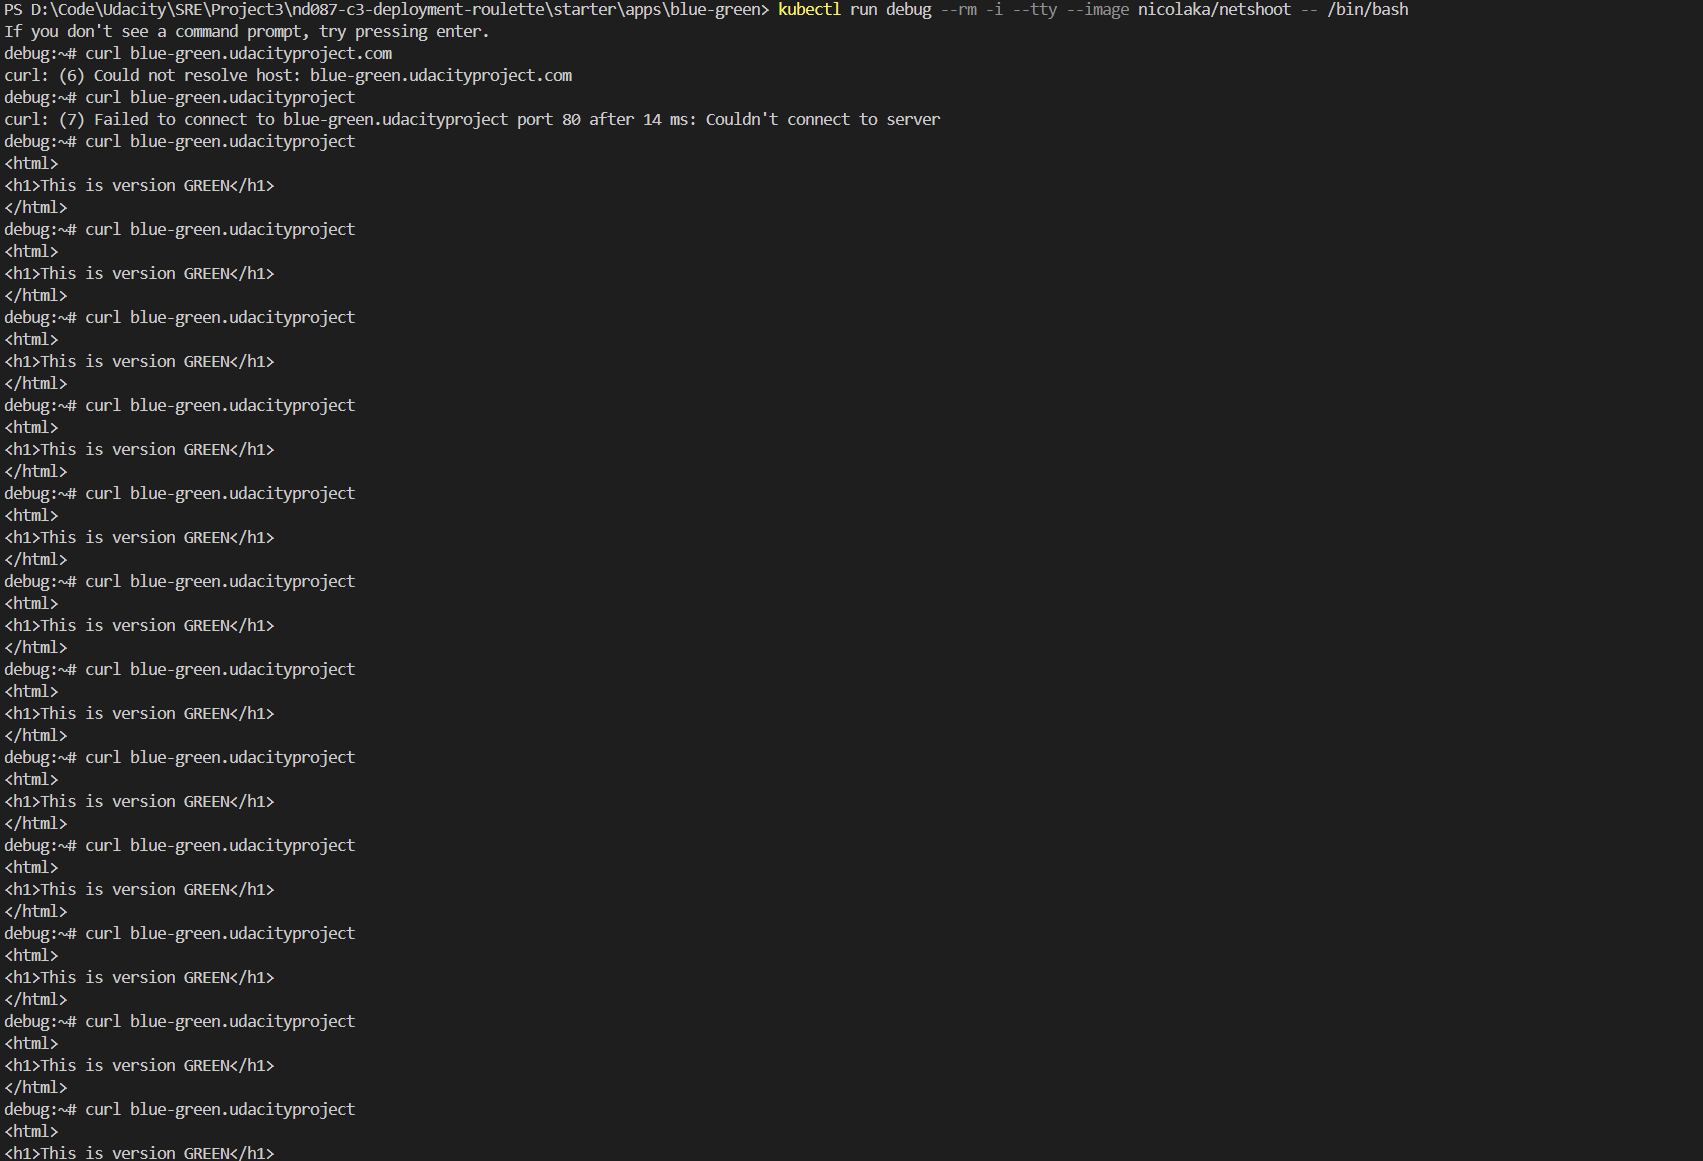 PS D:\Code\Udacity\SRE\Project3\nd087-c3-deployment-roulette\starter\apps\blue-green> kubectl run debug --rm -i --tty --image nicolaka/netshoot -- /bin/bash
If you don't see a command prompt, try pressing enter.
debug:~# curl blue-green.udacityproject.com
curl: (6) Could not resolve host: blue-green.udacityproject.com
debug:~# curl blue-green.udacityproject
curl: (7) Failed to connect to blue-green.udacityproject port 80 after 14 ms: Couldn't connect to server
debug:~# curl blue-green.udacityproject
<html>
<h1>This is version GREEN</h1>
</html>
debug:~# curl blue-green.udacityproject
<html>
<h1>This is version GREEN</h1>
</html>
debug:~# curl blue-green.udacityproject
<html>
<h1>This is version GREEN</h1>
</html>
debug:~# curl blue-green.udacityproject
<html>
<h1>This is version GREEN</h1>
</html>
debug:~# curl blue-green.udacityproject
<html>
<h1>This is version GREEN</h1>
</html>
debug:~# curl blue-green.udacityproject
<html>
<h1>This is version GREEN</h1>
</html>
debug:~# curl blue-green.udacityproject
<html>
<h1>This is version GREEN</h1>
</html>
debug:~# curl blue-green.udacityproject
<html>
<h1>This is version GREEN</h1>
</html>
debug:~# curl blue-green.udacityproject
<html>
<h1>This is version GREEN</h1>
</html>
debug:~# curl blue-green.udacityproject
<html>
<h1>This is version GREEN</h1>
</html>
debug:~# curl blue-green.udacityproject
<html>
<h1>This is version GREEN</h1>
</html>
debug:~# curl blue-green.udacityproject
<html>
<h1>This is version GREEN</h1>